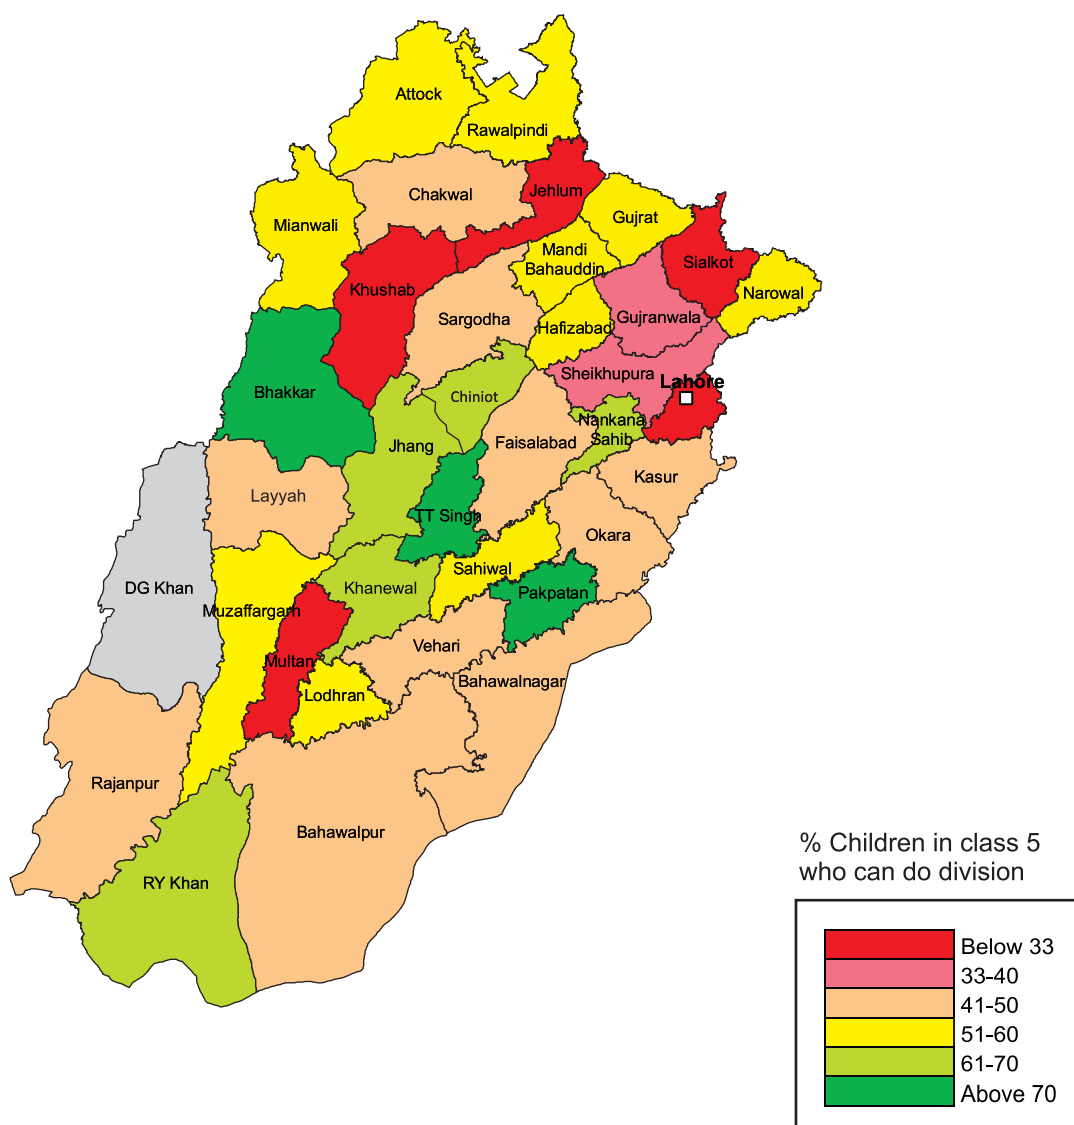 Attock
Rawalpindi
Chakwal
Jehlum
Mianwali
Gujrat
Mandi
Bahauddin
Sialkot
Khushab
Narowal
Sargodha
Hafizabad
Gujranwala
Sheikhupura
Lahore
Bhakkar
Chiniot
Nankana
Sahib
Jhang
Faisalabad
Kasur
Layyah
TT Singh
Okara
Sahiwal
DG Khan
Khanewal
Pakpatan
Muzaffargarh
Vehari
Multan
Bahawalnagar
Lodhran
Rajanpur
Bahawalpur
RY Khan
% Children in class 5
who can do division
Below 33
33-40
41-50
51-60
61-70
Above 70